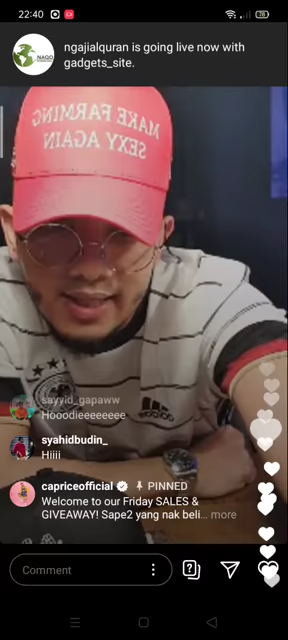 22:40
78
ngajialquran is going live now with
gadgets_site.
MAKE FARMING
SEXY AGAIN
adidas
sayyid_gapaww
Hooodieeeeeeee
syahidbudin_
Hiiii
capriceofficial PINNED
Welcome to our Friday SALES &
GIVEAWAY! Sape2 yang nak beli... more
Comment